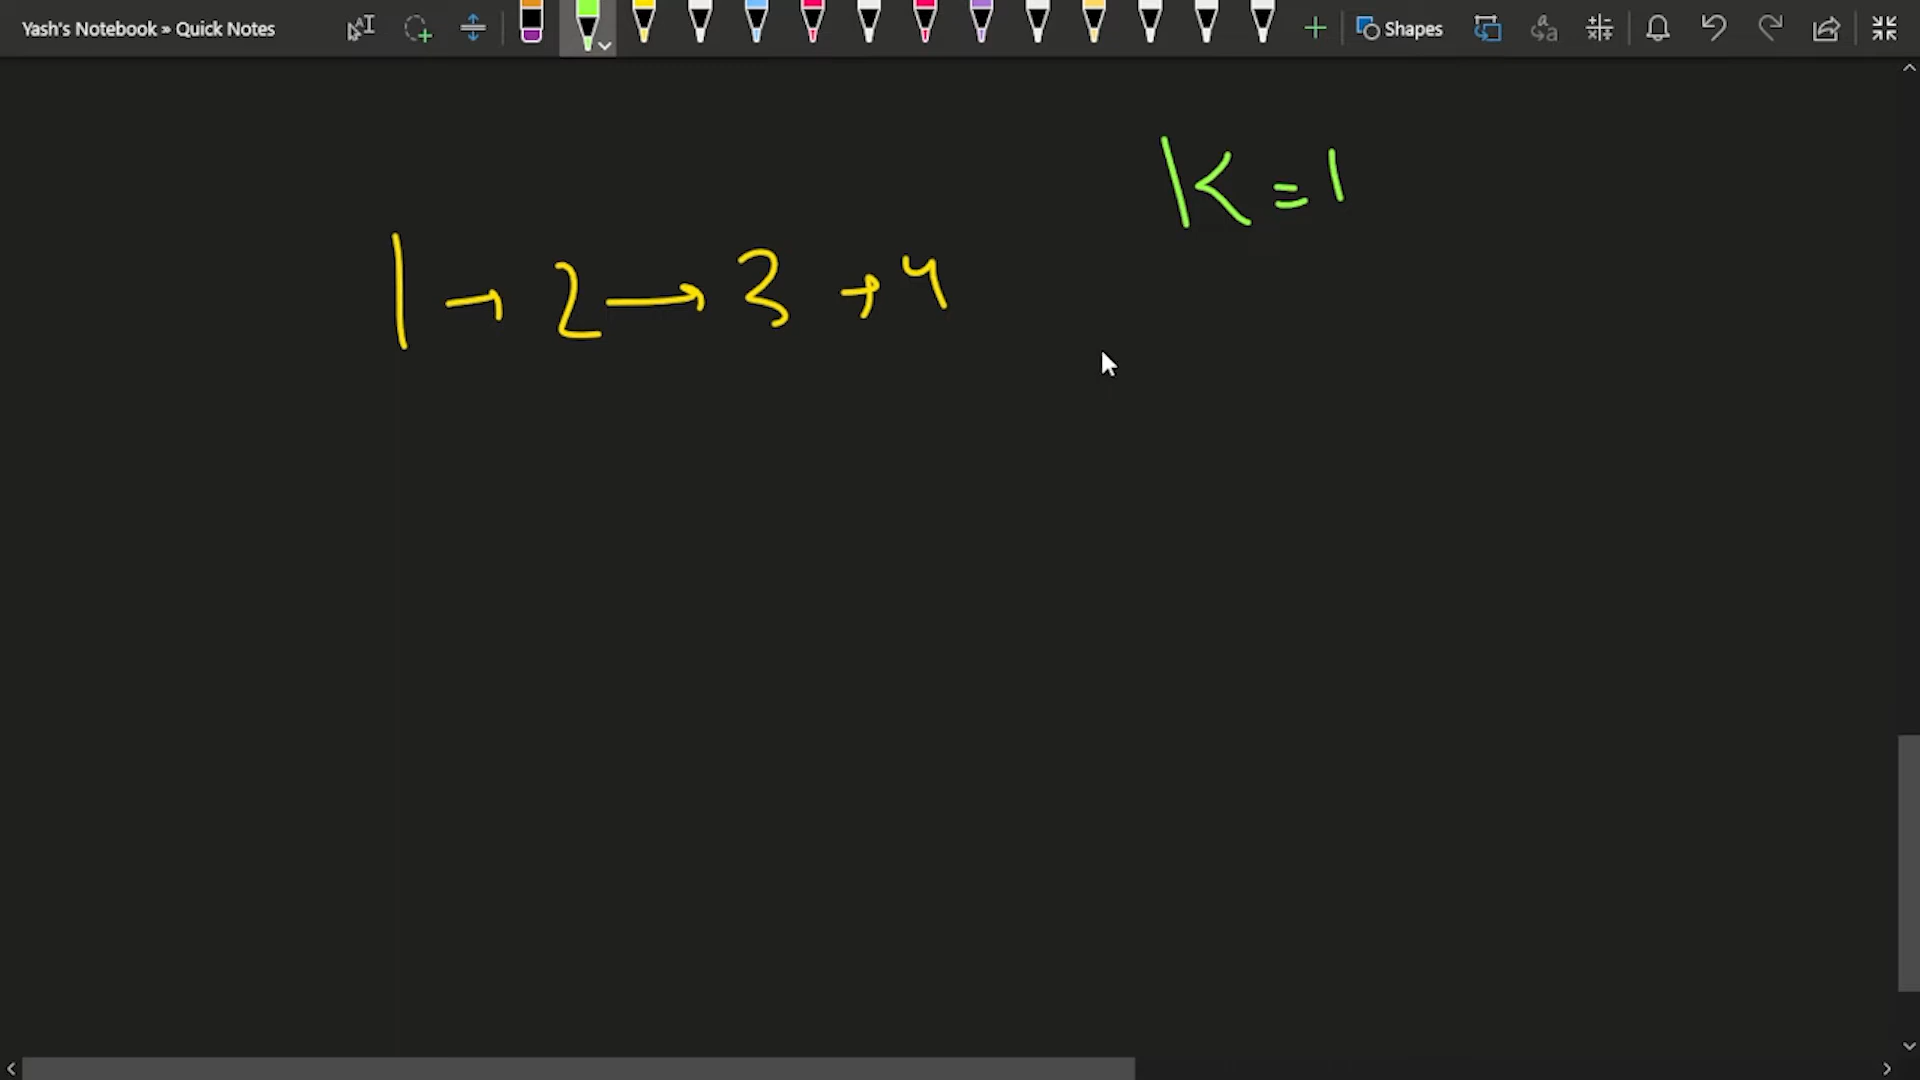 Yash's Notebook » Quick Notes
Shapes
K = 1
1 → 2 → 3 → 4